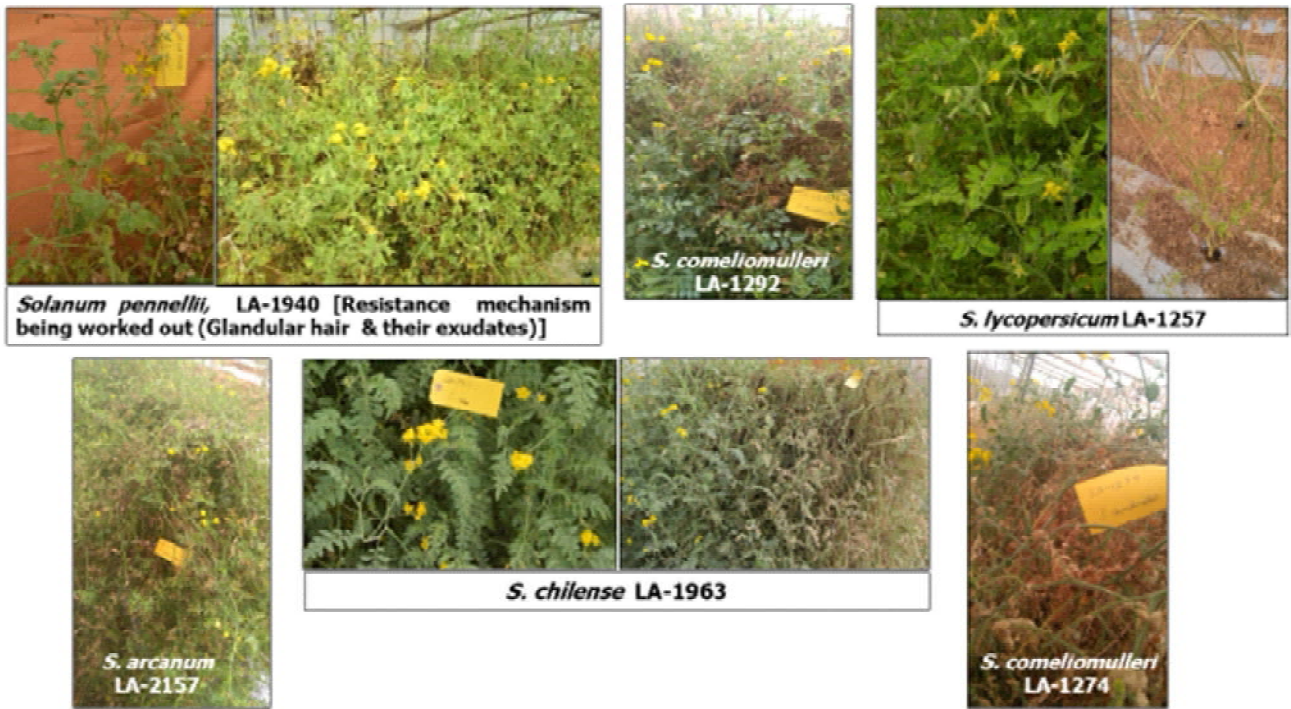 Solanum pennellii, LA-1940 [Resistance mechanism
being worked out (Glandular hair & their exudates)]
S. comeliomulleri
LA-1292
S. lycopersicum LA-1257
S. arcanum
LA-2157
S. chilense LA-1963
S. comeliomulleri
LA-1274